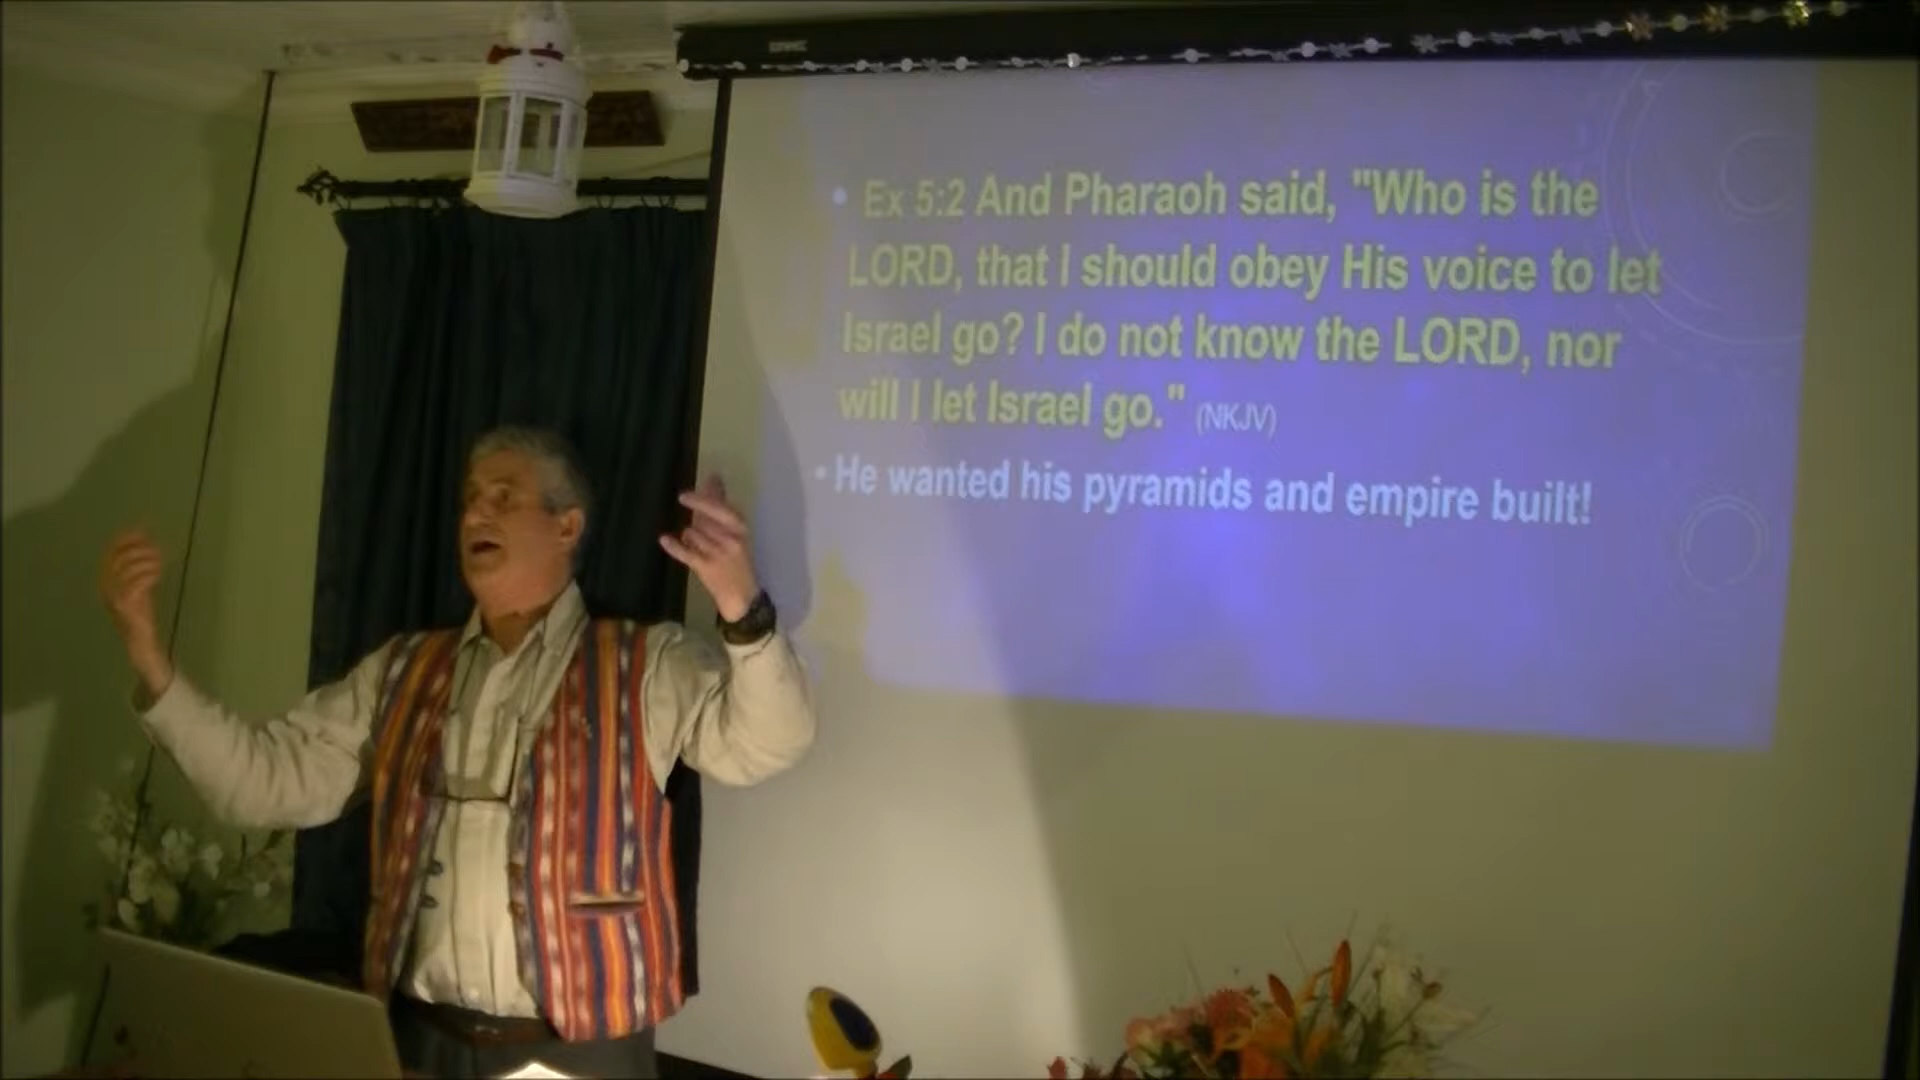 • Ex 5:2 And Pharaoh said, "Who is the
LORD, that I should obey His voice to let
Israel go? I do not know the LORD, nor
will I let Israel go." (NKJV)
• He wanted his pyramids and empire built!